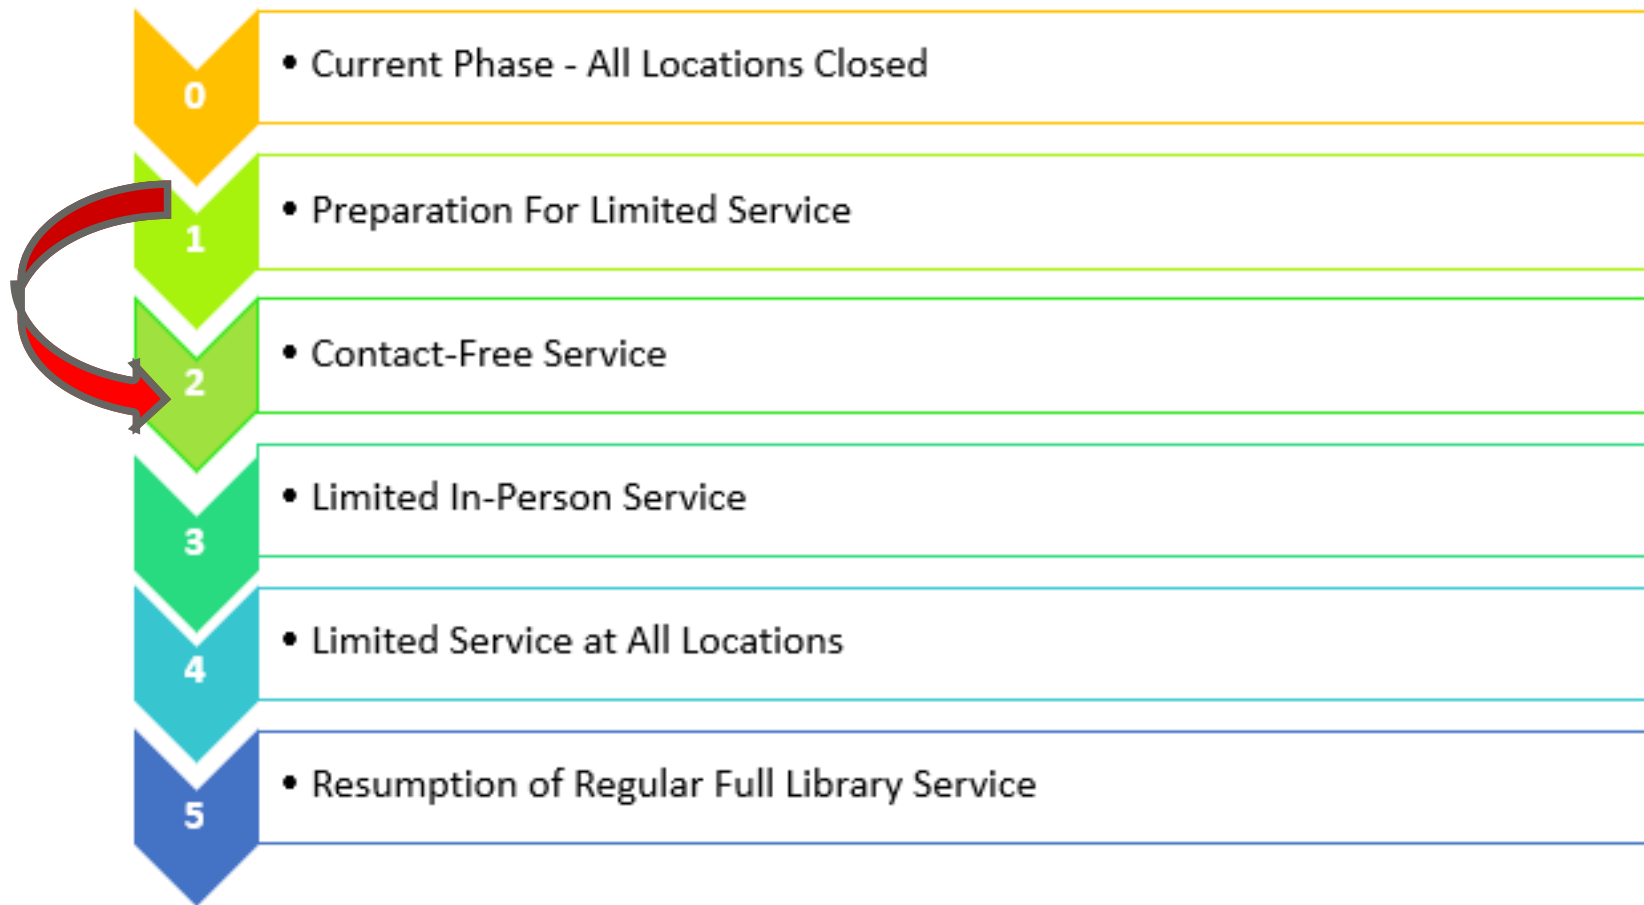 0
• Current Phase - All Locations Closed
1
• Preparation For Limited Service
2
• Contact-Free Service
3
• Limited In-Person Service
4
• Limited Service at All Locations
5
• Resumption of Regular Full Library Service